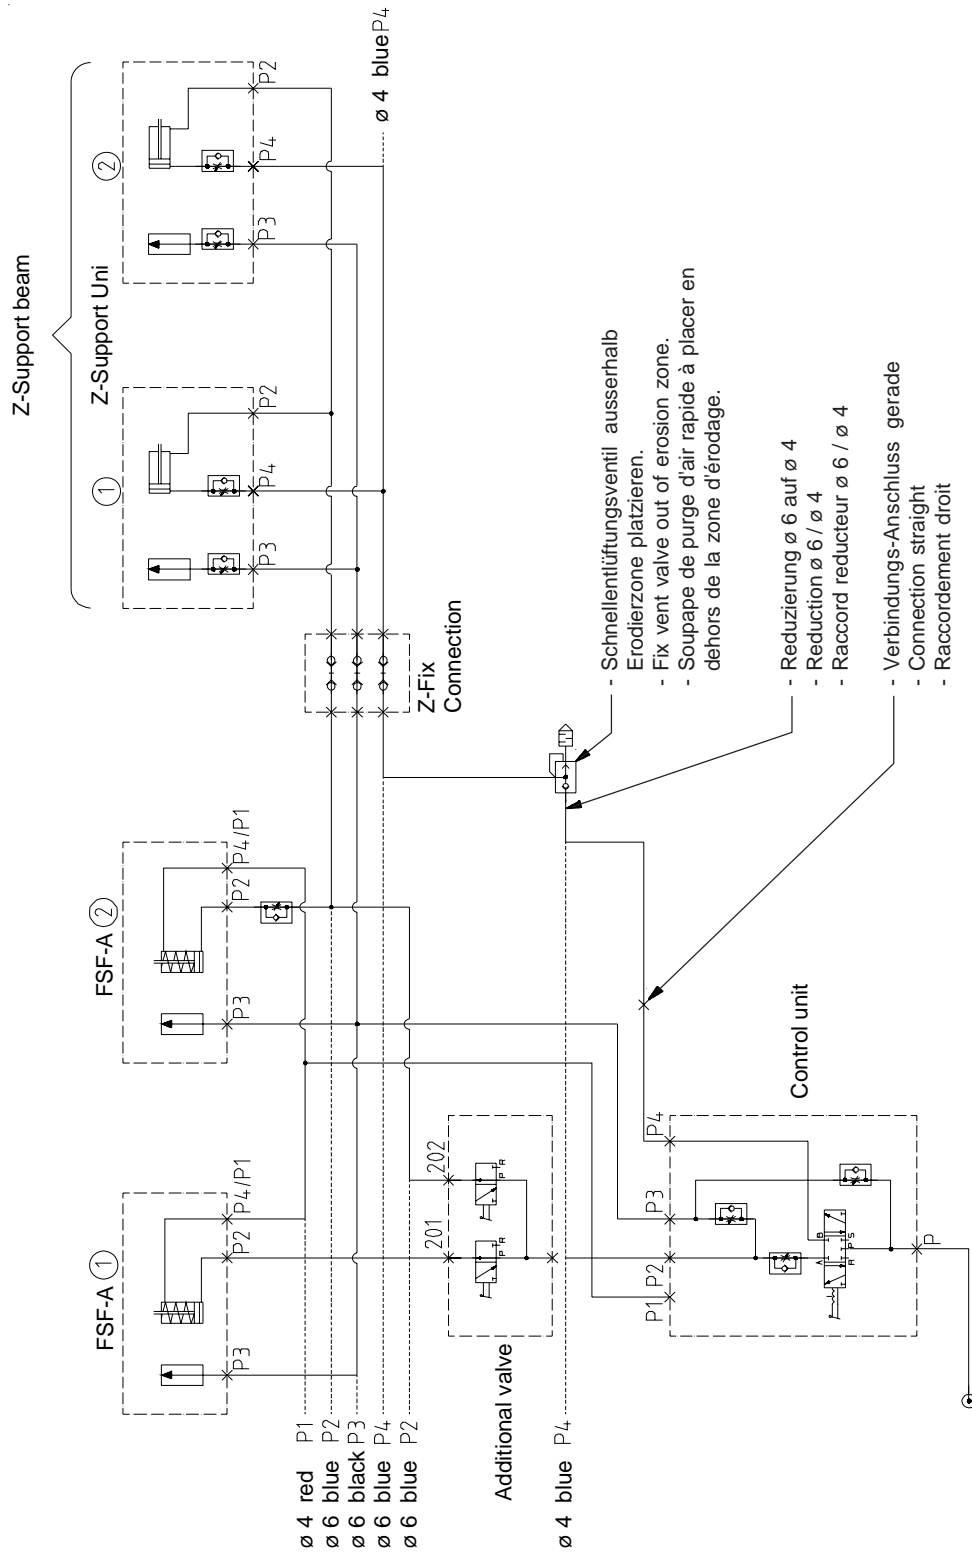 Z-Support beam
Z-Support Uni
1
2
P3
P4
P2
P3
P4
P2
ø 4 blue P4
FSF-A 1
FSF-A 2
P3
P2
P4/P1
P3
P2
P4/P1
Z-Fix
Connection
ø 4 red P1
ø 6 blue P2
ø 6 black P3
ø 6 blue P4
ø 6 blue P2
201
202
P R
P R
Additional valve
ø 4 blue P4
- Schnellentlüftungsventil ausserhalb
Erodierzone platzieren.
- Fix vent valve out of erosion zone.
- Soupape de purge d'air rapide à placer en
dehors de la zone d'érodage.
- Reduzierung ø 6 auf ø 4
- Reduction ø 6 / ø 4
- Raccord reducteur ø 6 / ø 4
- Verbindungs-Anschluss gerade
- Connection straight
- Raccordement droit
Control unit
P1
P2
P3
P4
A B
R P S
P